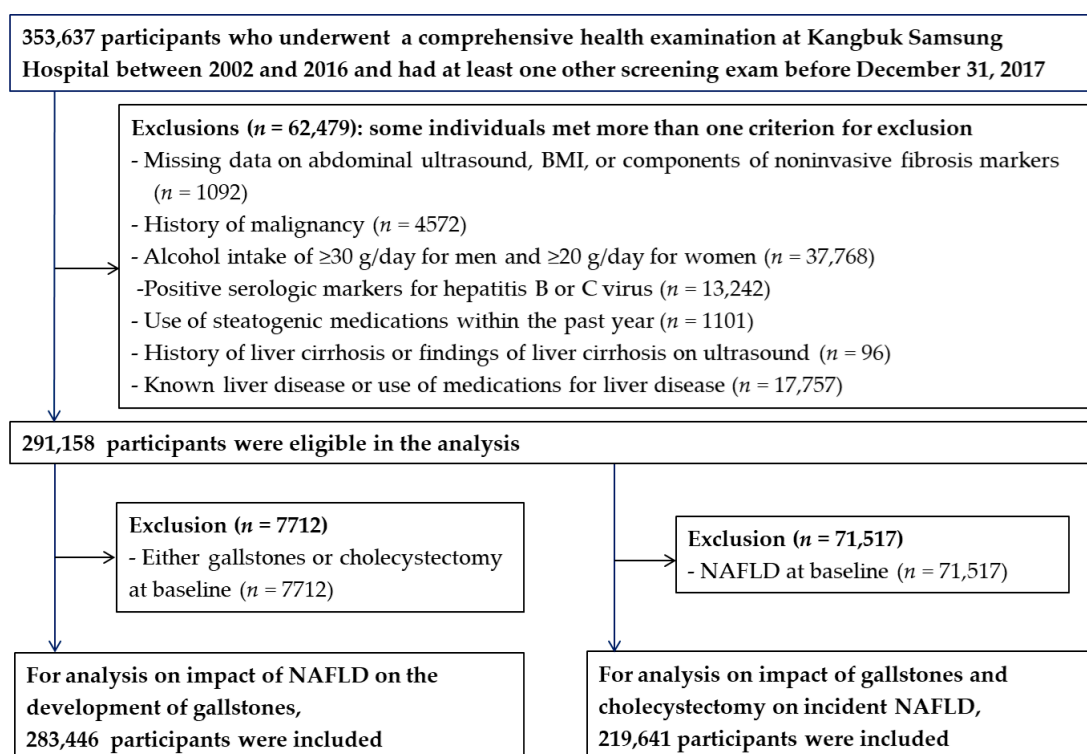 353,637 participants who underwent a comprehensive health examination at Kangbuk Samsung
Hospital between 2002 and 2016 and had at least one other screening exam before December 31, 2017
Exclusions (n = 62,479): some individuals met more than one criterion for exclusion
- Missing data on abdominal ultrasound, BMI, or components of noninvasive fibrosis markers
(n = 1092)
- History of malignancy (n = 4572)
- Alcohol intake of ≥30 g/day for men and ≥20 g/day for women (n = 37,768)
-Positive serologic markers for hepatitis B or C virus (n = 13,242)
- Use of steatogenic medications within the past year (n = 1101)
- History of liver cirrhosis or findings of liver cirrhosis on ultrasound (n = 96)
- Known liver disease or use of medications for liver disease (n = 17,757)
291,158 participants were eligible in the analysis
Exclusion (n = 7712)
- Either gallstones or cholecystectomy
at baseline (n = 7712)
Exclusion (n = 71,517)
- NAFLD at baseline (n = 71,517)
For analysis on impact of NAFLD on the
development of gallstones,
283,446 participants were included
For analysis on impact of gallstones and
cholecystectomy on incident NAFLD,
219,641 participants were included